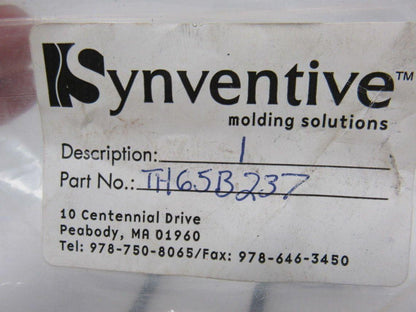 Synventive™
molding solutions
Description: 1
Part No.: TH65B237
10 Centennial Drive
Peabody, MA 01960
Tel: 978-750-8065/Fax: 978-646-3450